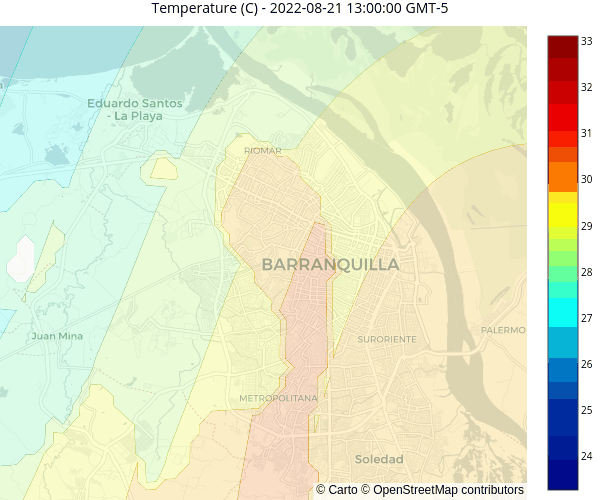 Temperature (C) - 2022-08-21 13:00:00 GMT-5
33
32
31
30
29
28
27
26
25
24
Eduardo Santos
- La Playa
RIOMAR
BARRANQUILLA
Juan Mina
SURORIENTE
PALERMO
METROPOLITANA
Soledad
© Carto © OpenStreetMap contributors